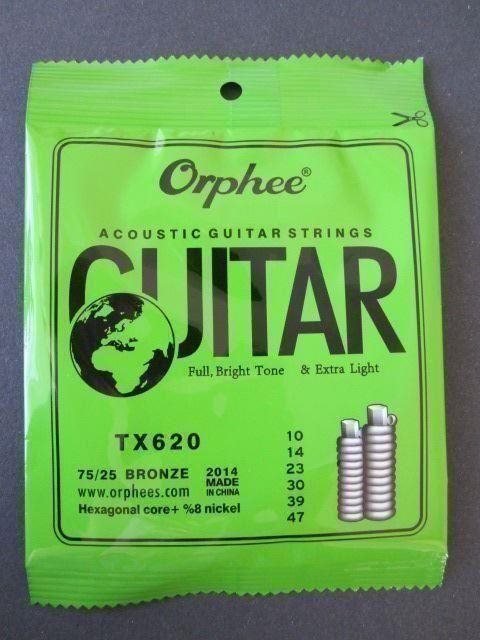 Orphee®
ACOUSTIC GUITAR STRINGS
GUITAR
Full, Bright Tone & Extra Light
TX620
75/25 BRONZE 2014 MADE IN CHINA
www.orphees.com
Hexagonal core+ %8 nickel
10
14
23
30
39
47